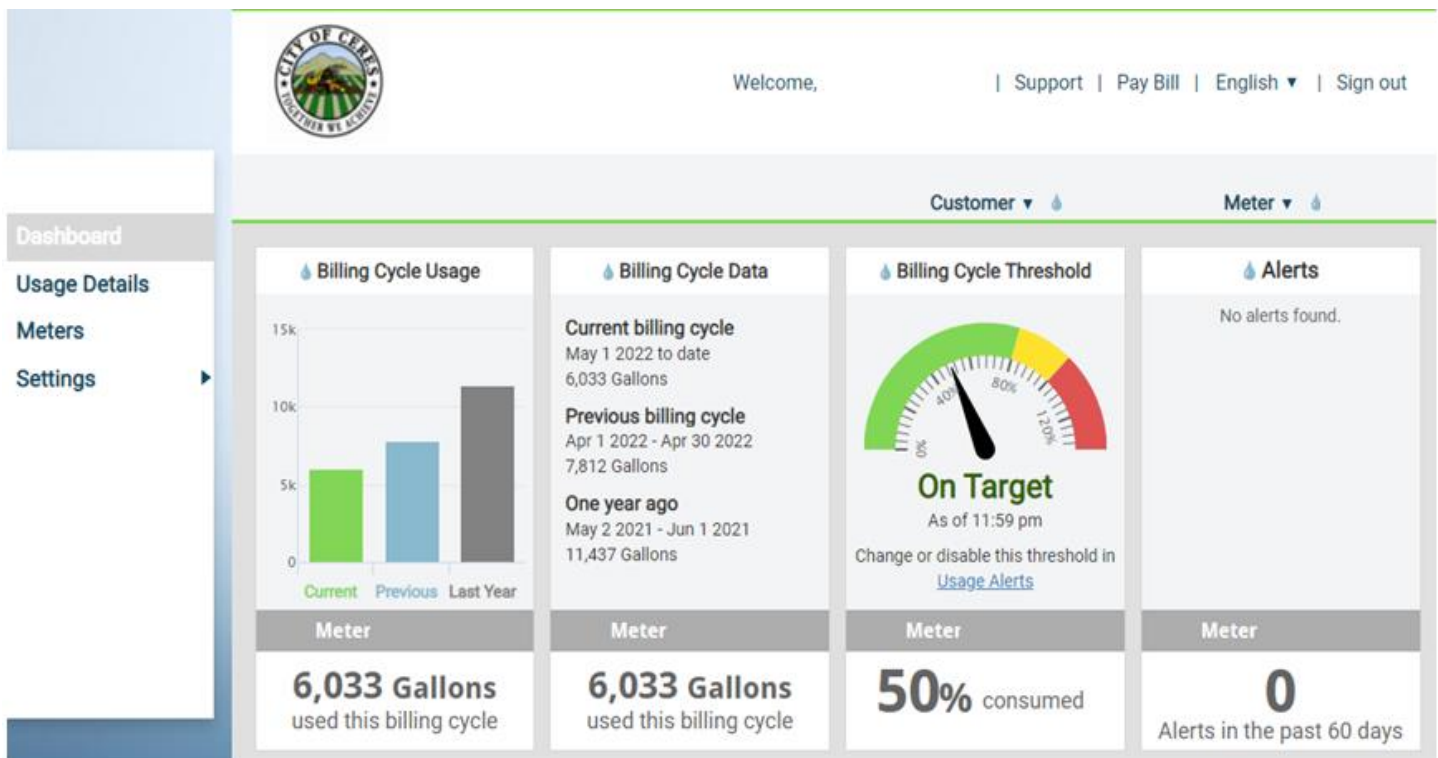 CITY OF CERES
TOGETHER WE ACHIEVE
Welcome,
| Support | Pay Bill | English ▼ | Sign out
Customer ▼
Meter ▼
Dashboard
Usage Details
Meters
Settings
Billing Cycle Usage
15k
10k
5k
0
Current Previous Last Year
Meter
6,033 Gallons
used this billing cycle
Billing Cycle Data
Current billing cycle
May 1 2022 to date
6,033 Gallons
Previous billing cycle
Apr 1 2022 - Apr 30 2022
7,812 Gallons
One year ago
May 2 2021 - Jun 1 2021
11,437 Gallons
Meter
6,033 Gallons
used this billing cycle
Billing Cycle Threshold
0%
40%
80%
120%
On Target
As of 11:59 pm
Change or disable this threshold in
Usage Alerts
Meter
50% consumed
Alerts
No alerts found.
Meter
0
Alerts in the past 60 days